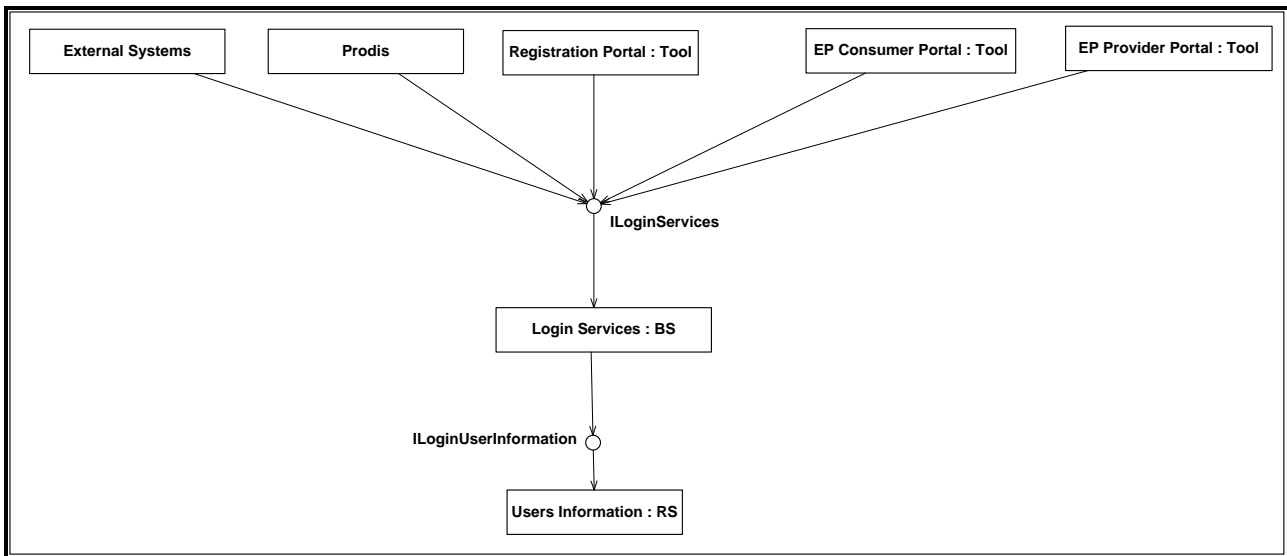 External Systems
Prodis
Registration Portal : Tool
EP Consumer Portal : Tool
EP Provider Portal : Tool
ILoginServices
Login Services : BS
ILoginUserInformation
Users Information : RS